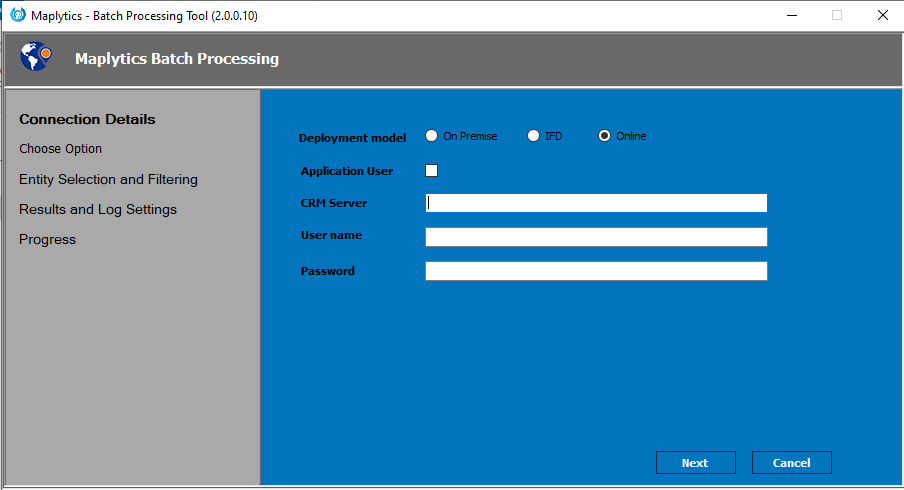 Maplytics - Batch Processing Tool (2.0.0.10)
Maplytics Batch Processing
Connection Details
Choose Option
Entity Selection and Filtering
Results and Log Settings
Progress
Deployment model On Premise IFD Online
Application User
CRM Server
User name
Password
Next Cancel